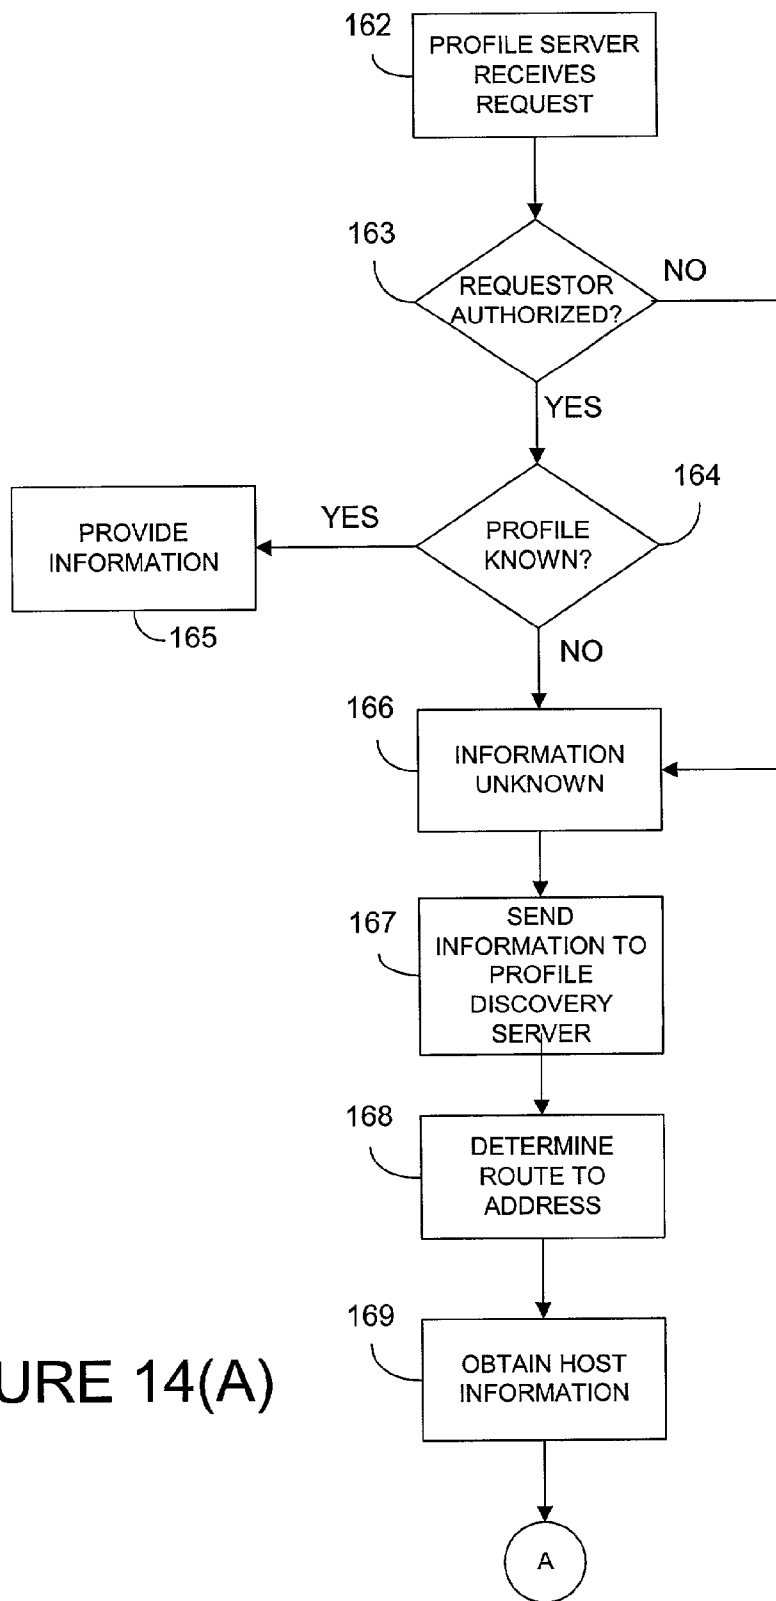 162
PROFILE SERVER
RECEIVES
REQUEST
163
REQUESTOR
AUTHORIZED?
NO
YES
164
PROFILE
KNOWN?
YES
PROVIDE
INFORMATION
165
NO
166
INFORMATION
UNKNOWN
167
SEND
INFORMATION TO
PROFILE
DISCOVERY
SERVER
168
DETERMINE
ROUTE TO
ADDRESS
169
OBTAIN HOST
INFORMATION
URE 14(A)
A